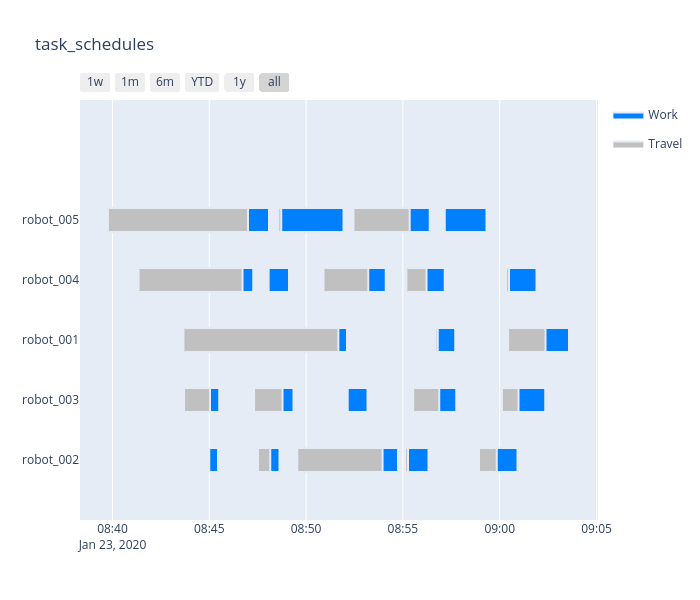 task_schedules
1w 1m 6m YTD 1y all
Work
Travel
robot_005
robot_004
robot_001
robot_003
robot_002
08:40 08:45 08:50 08:55 09:00 09:05
Jan 23, 2020